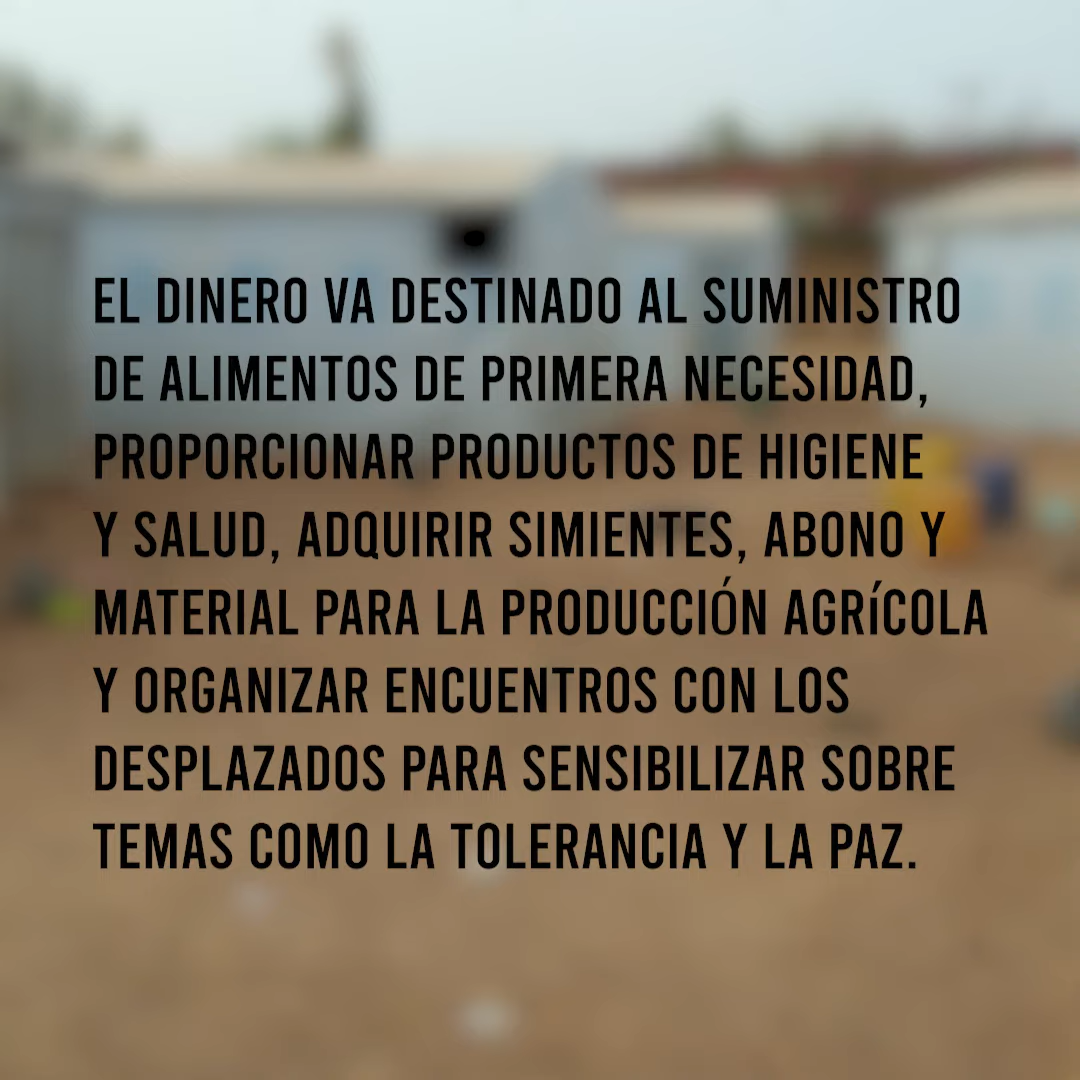 EL DINERO VA DESTINADO AL SUMINISTRO
DE ALIMENTOS DE PRIMERA NECESIDAD,
PROPORCIONAR PRODUCTOS DE HIGIENE
Y SALUD, ADQUIRIR SIMIENTES, ABONO Y
MATERIAL PARA LA PRODUCCIÓN AGRíCOLA
Y ORGANIZAR ENCUENTROS CON LOS
DESPLAZADOS PARA SENSIBILIZAR SOBRE
TEMAS COMO LA TOLERANCIA Y LA PAZ.